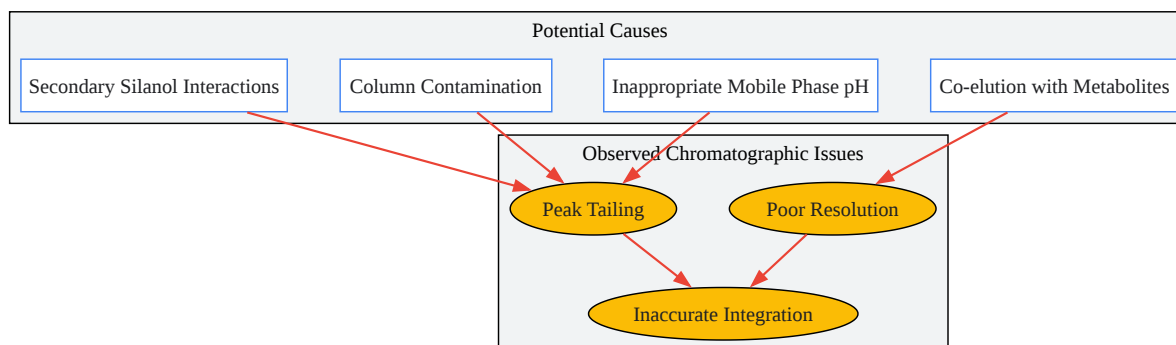 Potential Causes
Secondary Silanol Interactions
Column Contamination
Inappropriate Mobile Phase pH
Co-elution with Metabolites
Observed Chromatographic Issues
Peak Tailing
Poor Resolution
Inaccurate Integration